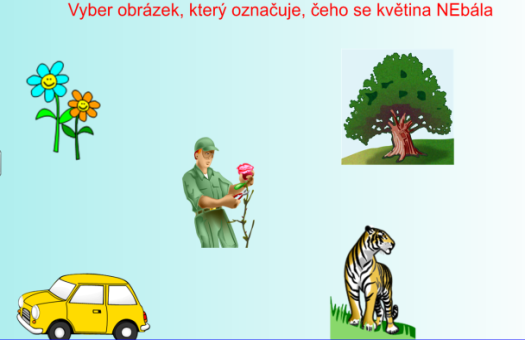 Vyber obrázek, který označuje, čeho se květina NEbála